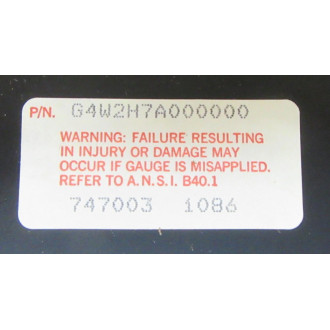 P/N. G4W2H7A000000
WARNING: FAILURE RESULTING
IN INJURY OR DAMAGE MAY
OCCUR IF GAUGE IS MISAPPLIED.
REFER TO A.N.S.I. B40.1
747003 1086